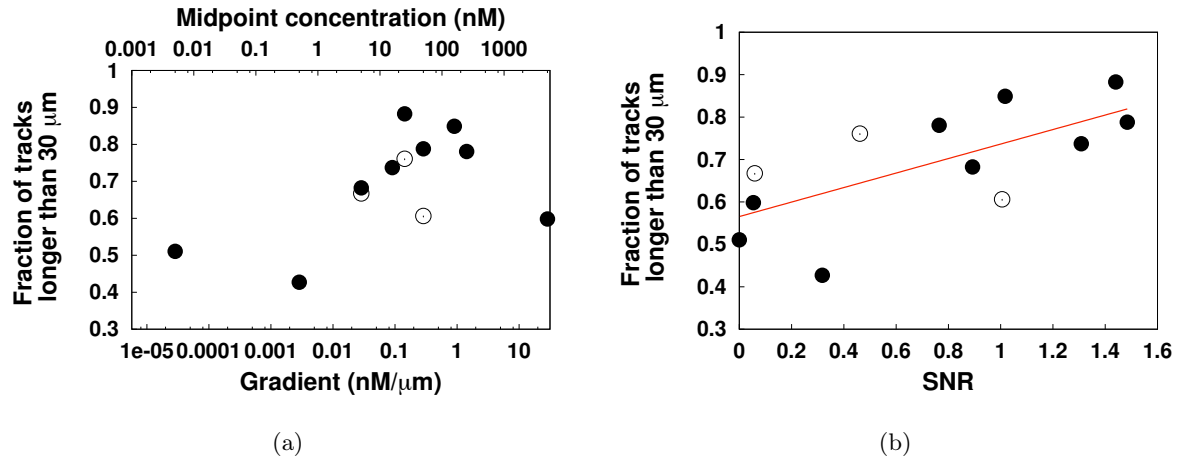 Midpoint concentration (nM)
0.001 0.01 0.1 1 10 100 1000
1
0.9
0.8
0.7
0.6
0.5
0.4
0.3
Fraction of tracks
longer than 30 μm
1e-05 0.0001 0.001 0.01 0.1 1 10
Gradient (nM/μm)
(a)
1
0.9
0.8
0.7
0.6
0.5
0.4
0.3
Fraction of tracks
longer than 30 μm
0 0.2 0.4 0.6 0.8 1 1.2 1.4 1.6
SNR
(b)